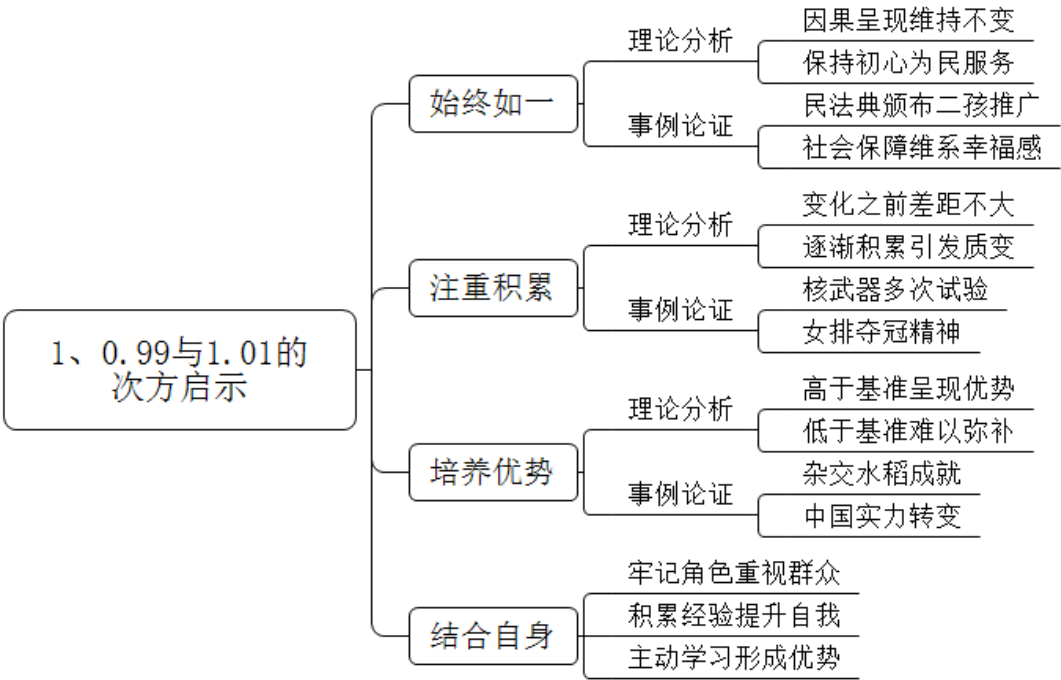 1、0.99与1.01的
次方启示
始终如一
理论分析
因果呈现维持不变
保持初心为民服务
事例论证
民法典颁布二孩推广
社会保障维系幸福感
注重积累
理论分析
变化之前差距不大
逐渐积累引发质变
事例论证
核武器多次试验
女排夺冠精神
培养优势
理论分析
高于基准呈现优势
低于基准难以弥补
事例论证
杂交水稻成就
中国实力转变
结合自身
牢记角色重视群众
积累经验提升自我
主动学习形成优势